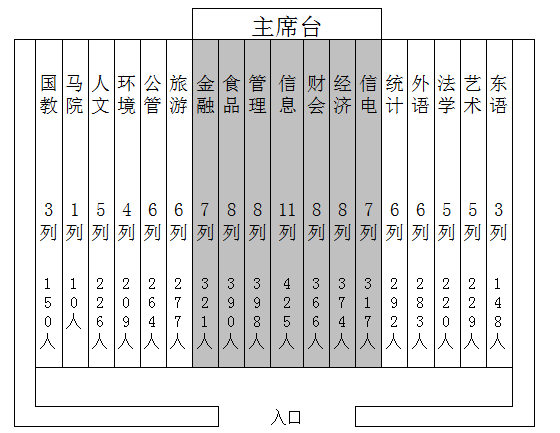 主席台
国教 3列 150人
马院 1列 10人
人文 5列 226人
环境 4列 209人
公管 6列 264人
旅游 6列 277人
金融 7列 321人
食品 8列 390人
管理 8列 398人
信息 11列 425人
财会 8列 366人
经济 8列 374人
信电 7列 317人
统计 6列 292人
外语 6列 283人
法学 5列 220人
艺术 5列 229人
东语 3列 148人
入口